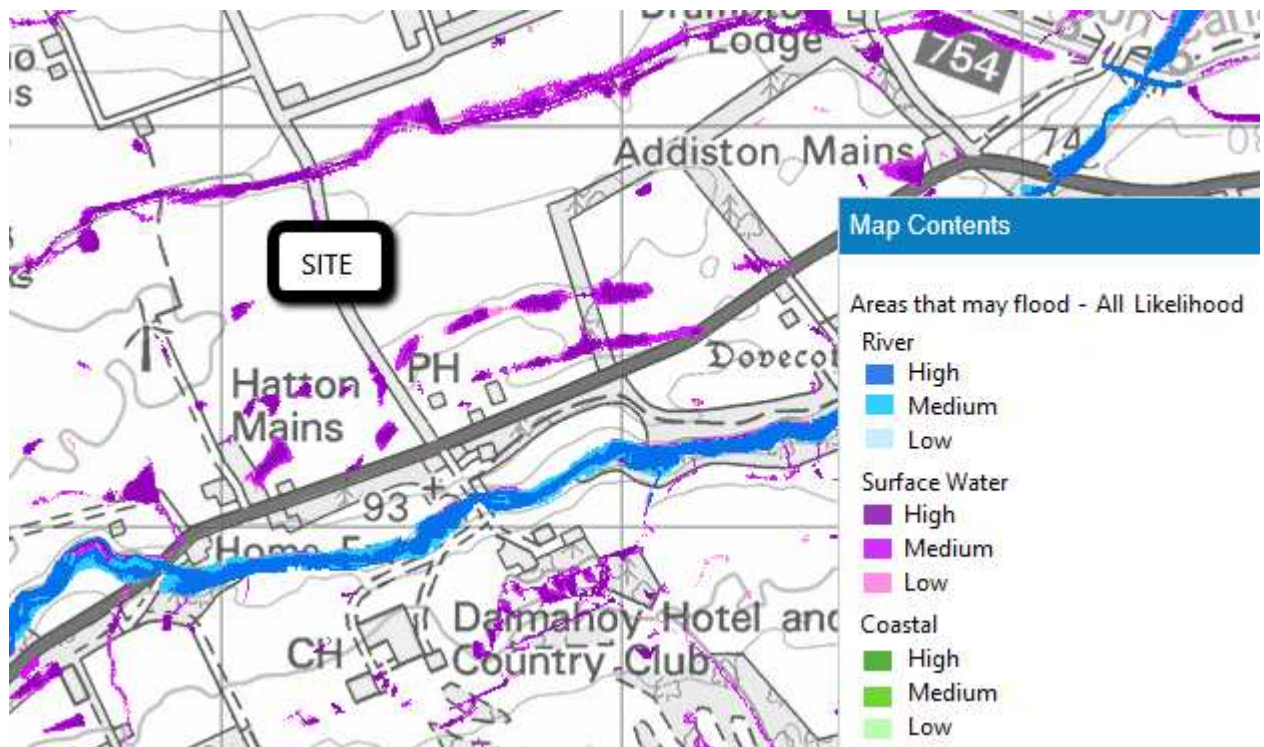 Lodge
754
Addiston Mains
74
SITE
PH
Hatton
Mains
93
CH
Dalmahoy Hotel and
Country Club
Map Contents
Areas that may flood - All Likelihood
River
High
Medium
Low
Surface Water
High
Medium
Low
Coastal
High
Medium
Low